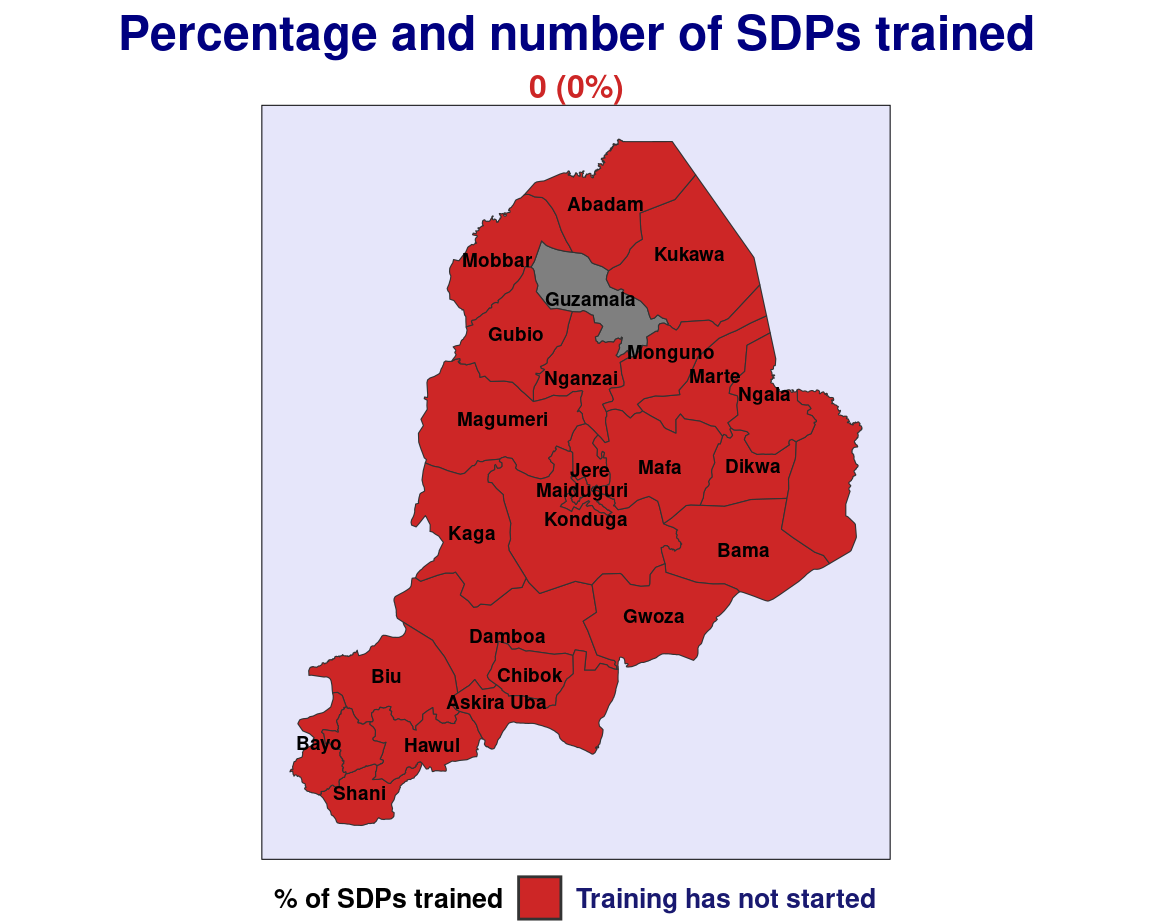 Percentage and number of SDPs trained
0 (0%)
Abadam
Kukawa
Mobbar
Guzamala
Gubio
Monguno
Nganzai
Marte
Ngala
Magumeri
Jere
Mafa
Dikwa
Maiduguri
Konduga
Kaga
Bama
Gwoza
Damboa
Biu
Chibok
Askira Uba
Bayo
Hawul
Shani
% of SDPs trained
Training has not started